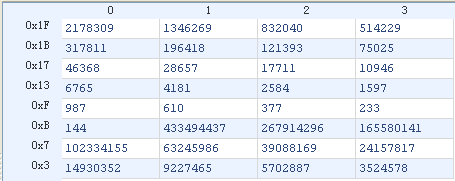 0 1 2 3
0x1F 2178309 1346269 832040 514229
0x1B 317811 196418 121393 75025
0x17 46368 28657 17711 10946
0x13 6765 4181 2584 1597
0xF 987 610 377 233
0xB 144 433494437 267914296 165580141
0x7 102334155 63245986 39088169 24157817
0x3 14930352 9227465 5702887 3524578